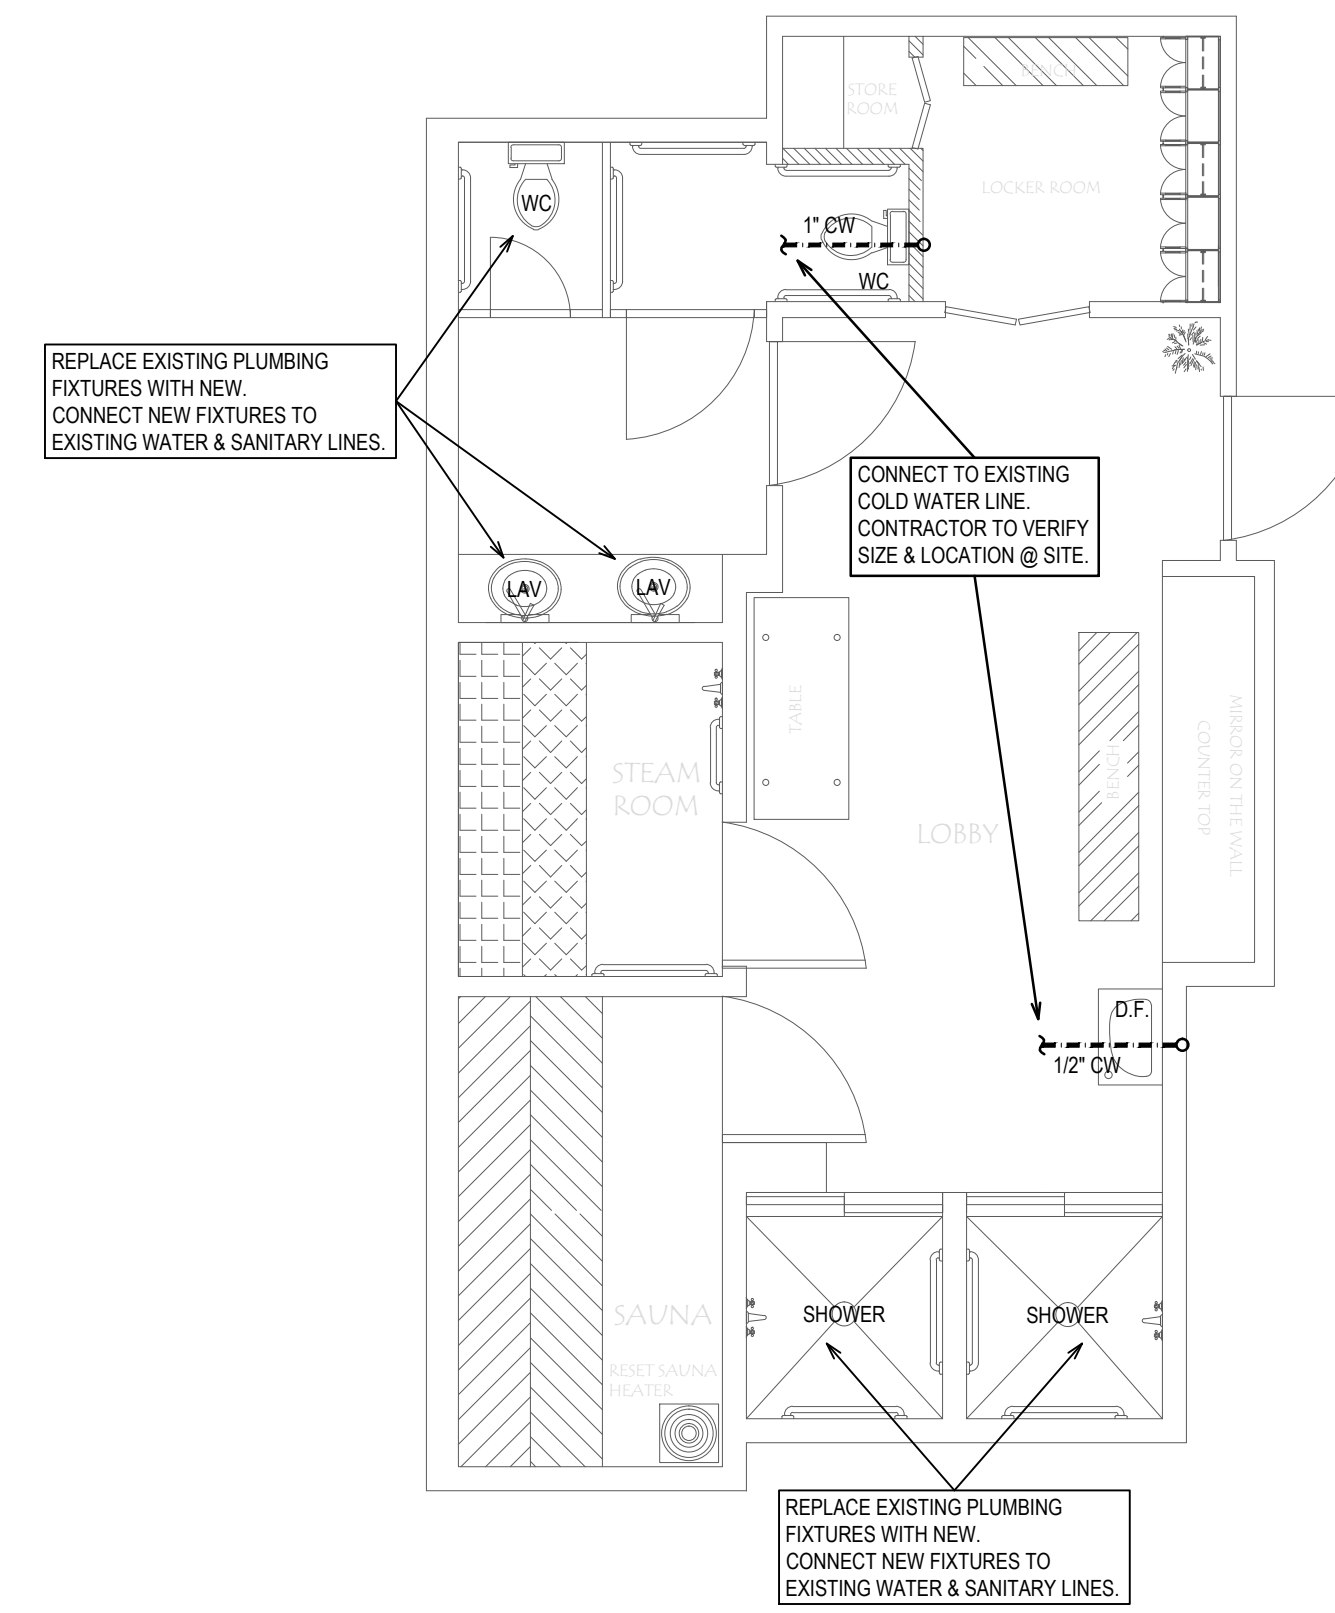 BENCH
STORE
ROOM
LOCKER ROOM
WC
1" CW
WC
REPLACE EXISTING PLUMBING
FIXTURES WITH NEW.
CONNECT NEW FIXTURES TO
EXISTING WATER & SANITARY LINES.
CONNECT TO EXISTING
COLD WATER LINE.
CONTRACTOR TO VERIFY
SIZE & LOCATION @ SITE.
LAV
LAV
TABLE
STEAM
ROOM
LOBBY
BENCH
COUNTER TOP
MIRROR ON THE WALL
D.F.
1/2" CW
SAUNA
RESET SAUNA
HEATER
SHOWER
SHOWER
REPLACE EXISTING PLUMBING
FIXTURES WITH NEW.
CONNECT NEW FIXTURES TO
EXISTING WATER & SANITARY LINES.